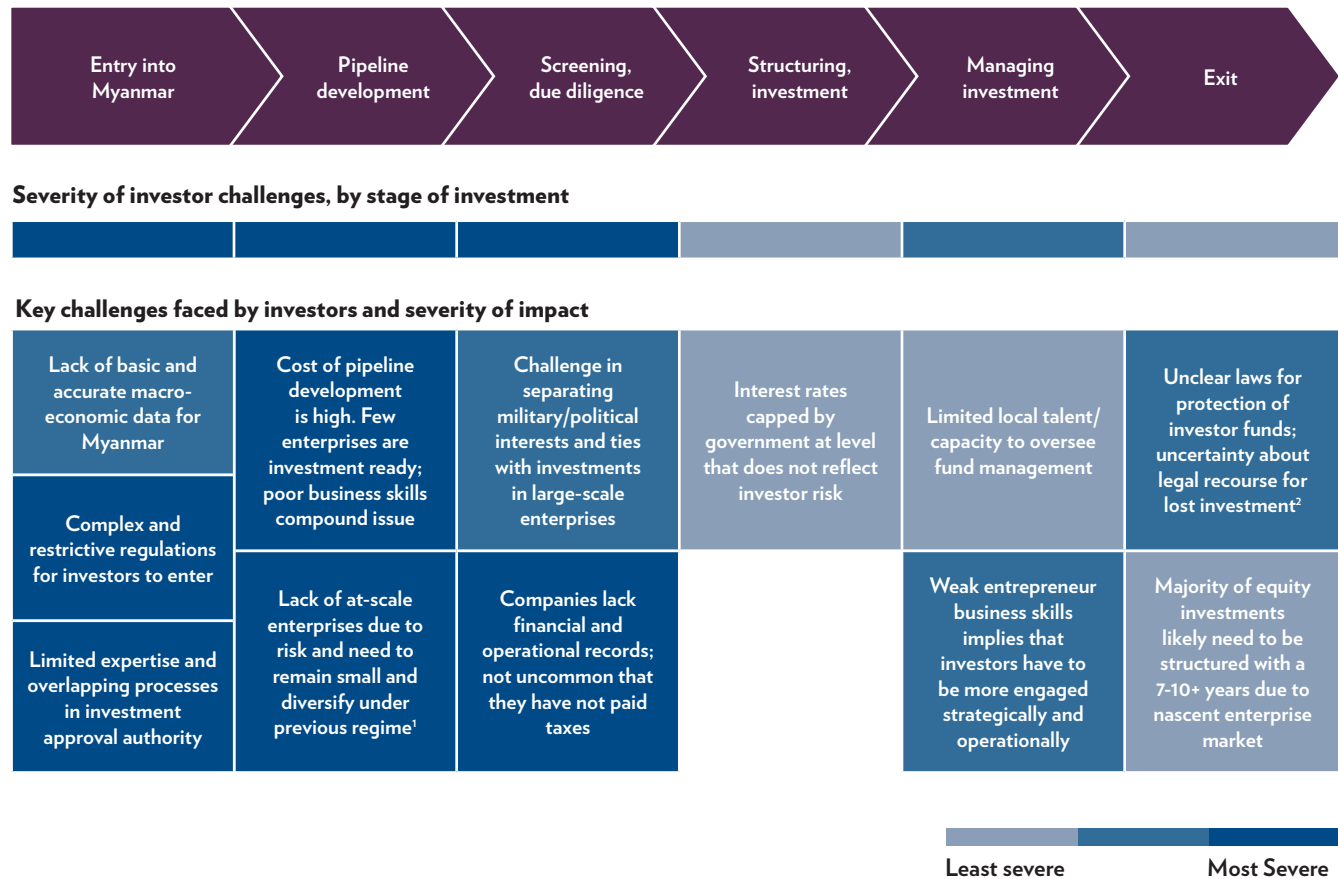 Entry into
Myanmar
Pipeline
development
Screening,
due diligence
Structuring,
investment
Managing
investment
Exit
Severity of investor challenges, by stage of investment
Key challenges faced by investors and severity of impact
Lack of basic and
accurate macro-
economic data for
Myanmar
Complex and
restrictive regulations
for investors to enter
Limited expertise and
overlapping processes
in investment
approval authority
Cost of pipeline
development
is high. Few
enterprises are
investment ready;
poor business skills
compound issue
Lack of at-scale
enterprises due to
risk and need to
remain small and
diversify under
previous regime¹
Challenge in
separating
military/political
interests and ties
with investments
in large-scale
enterprises
Companies lack
financial and
operational records;
not uncommon that
they have not paid
taxes
Interest rates
capped by
government at level
that does not reflect
investor risk
Limited local talent/
capacity to oversee
fund management
Weak entrepreneur
business skills
implies that
investors have to
be more engaged
strategically and
operationally
Unclear laws for
protection of
investor funds;
uncertainty about
legal recourse for
lost investment²
Majority of equity
investments
likely need to be
structured with a
7-10+ years due to
nascent enterprise
market
Least severe
Most Severe